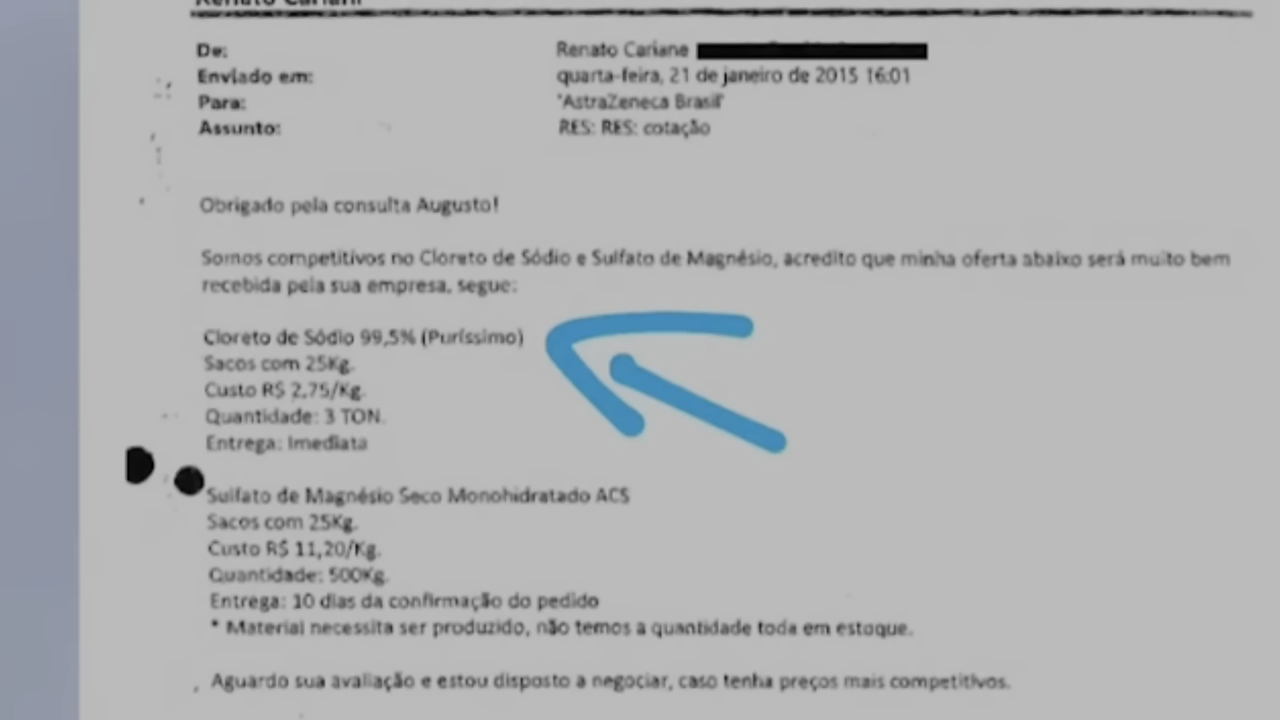 Renato Cariani
De: Renato Cariane
Enviado em: quarta-feira, 21 de janeiro de 2015 16:01
Para: 'AstraZeneca Brasil'
Assunto: RES: RES: cotação
Obrigado pela consulta Augusto!
Somos competitivos no Cloreto de Sódio e Sulfato de Magnésio, acredito que minha oferta abaixo será muito bem
recebida pela sua empresa, segue:
Cloreto de Sódio 99,5% (Puríssimo)
Sacos com 25Kg.
Custo R$ 2,75/Kg.
Quantidade: 3 TON.
Entrega: Imediata
Sulfato de Magnésio Seco Monohidratado ACS
Sacos com 25Kg.
Custo R$ 11,20/Kg.
Quantidade: 500Kg.
Entrega: 10 dias da confirmação do pedido
* Material necessita ser produzido, não temos a quantidade toda em estoque.
Aguardo sua avaliação e estou disposto a negociar, caso tenha preços mais competitivos.